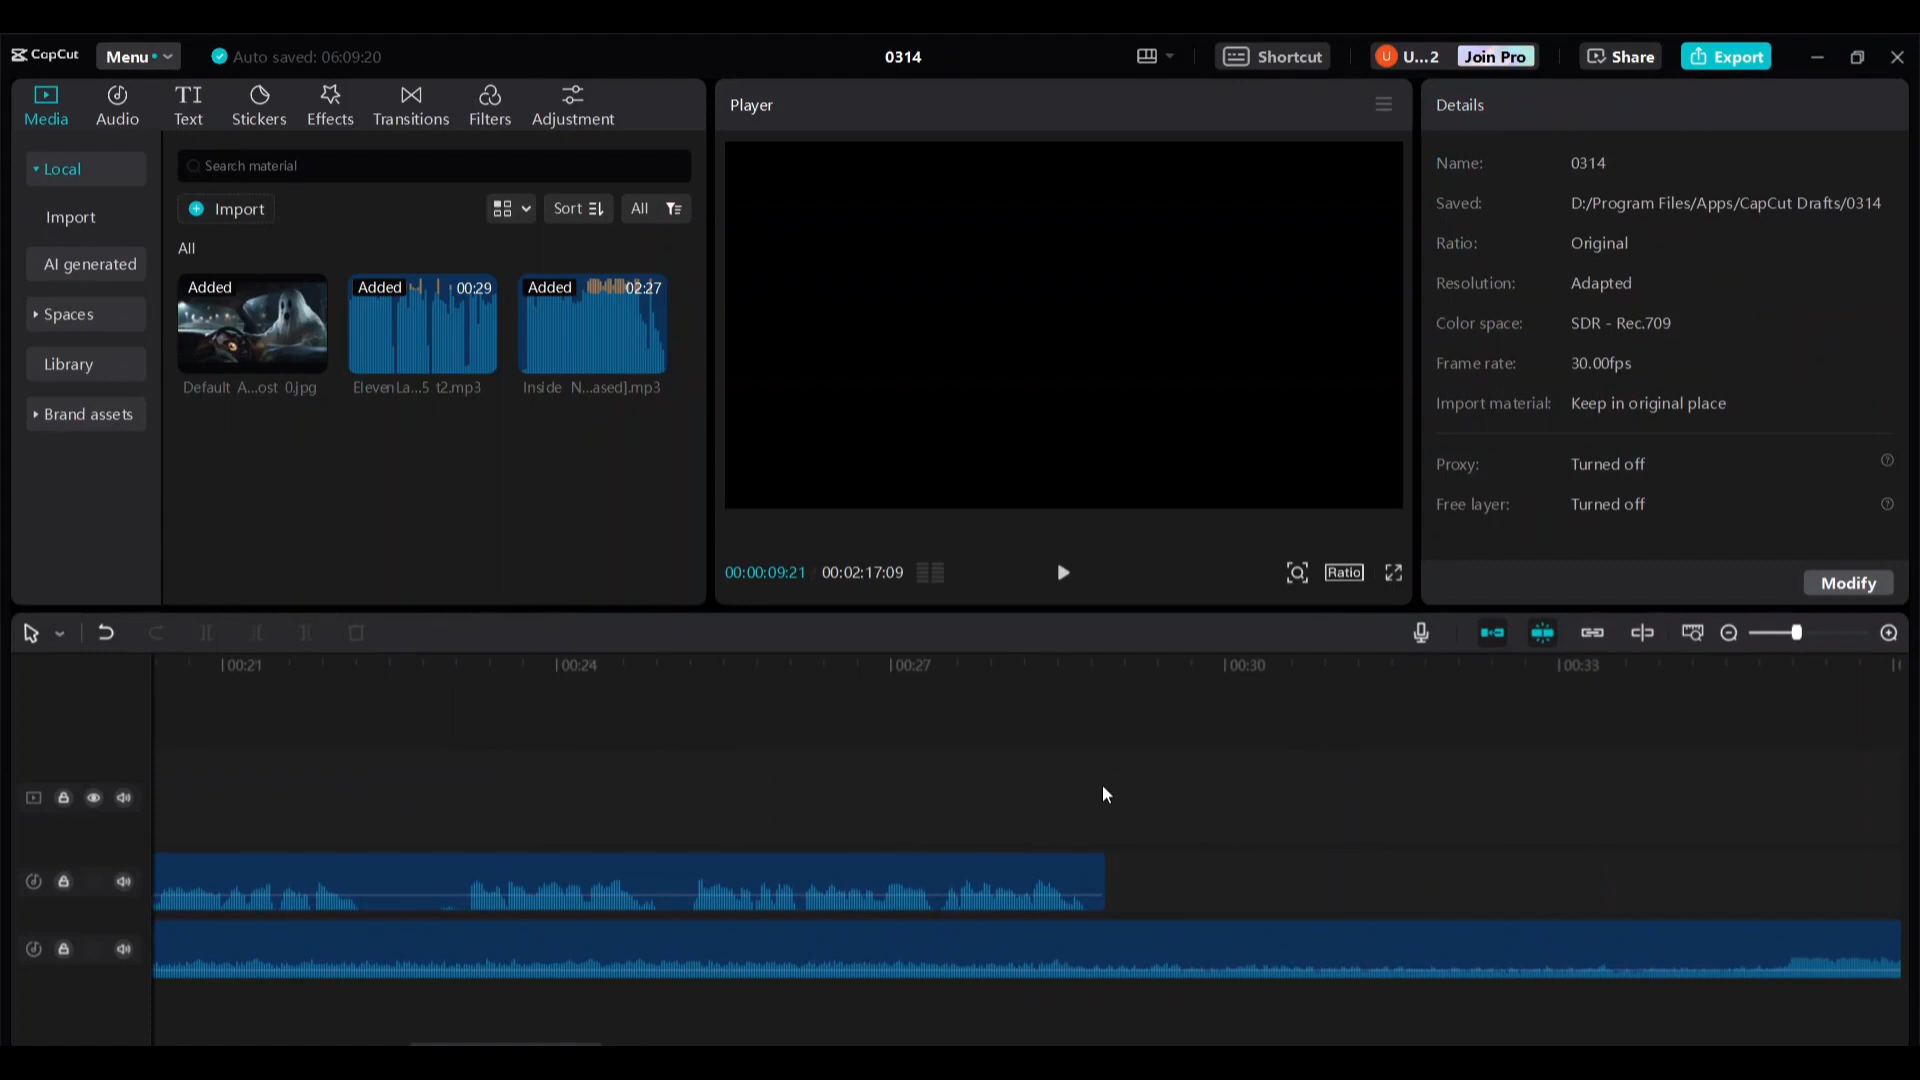 CapCut
Menu
Auto saved: 06:09:20
0314
Shortcut
U...2
Join Pro
Share
Export
Media
Audio
Text
Stickers
Effects
Transitions
Filters
Adjustment
Player
Details
Local
Import
AI generated
Spaces
Library
Brand assets
Search material
Import
Sort
All
All
Added
Added 00:29
Added 02:27
Default A...ost 0.jpg
ElevenLa...5 t2.mp3
Inside N...ased].mp3
00:00:09:21 00:02:17:09
Ratio
Name: 0314
Saved: D:/Program Files/Apps/CapCut Drafts/0314
Ratio: Original
Resolution: Adapted
Color space: SDR - Rec.709
Frame rate: 30.00fps
Import material: Keep in original place
Proxy: Turned off
Free layer: Turned off
Modify
00:21 00:24 00:27 00:30 00:33